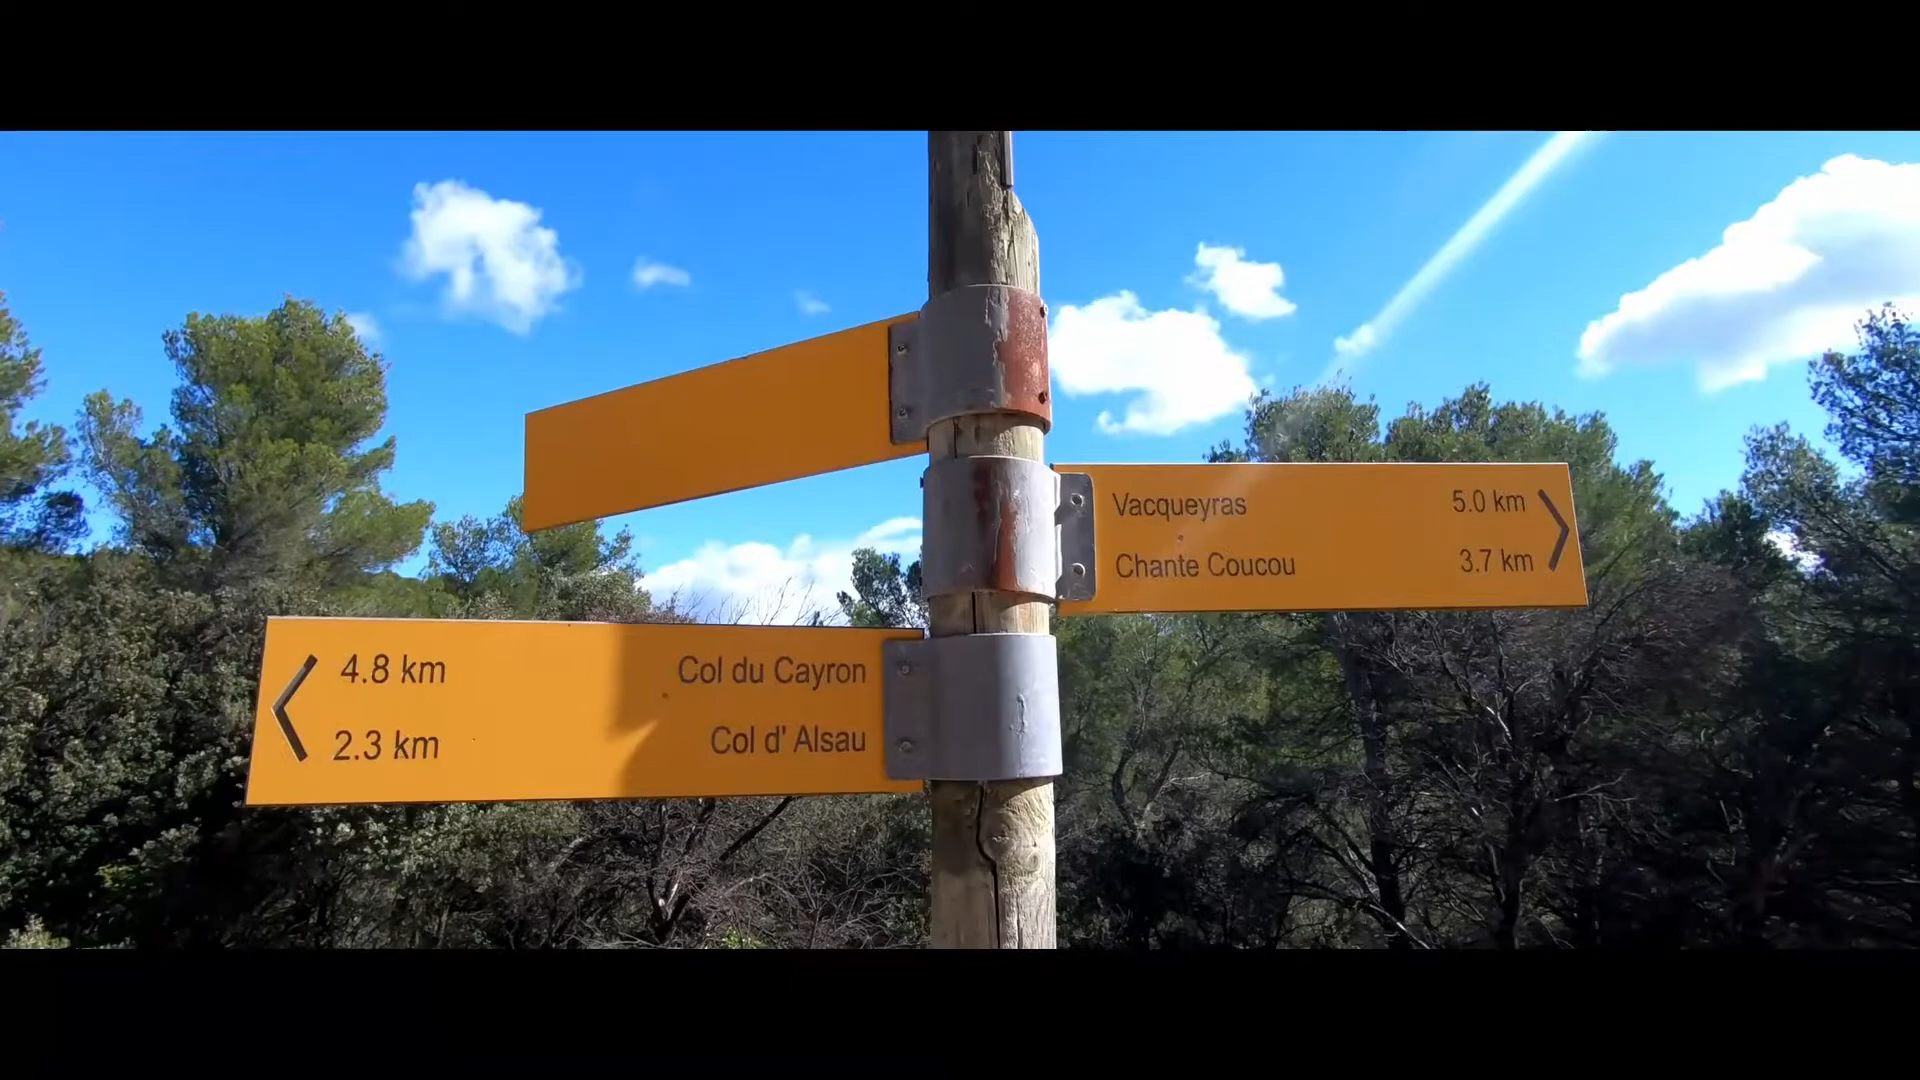 Vacqueyras 5.0 km
Chante Coucou 3.7 km
4.8 km Col du Cayron
2.3 km Col d' Alsau